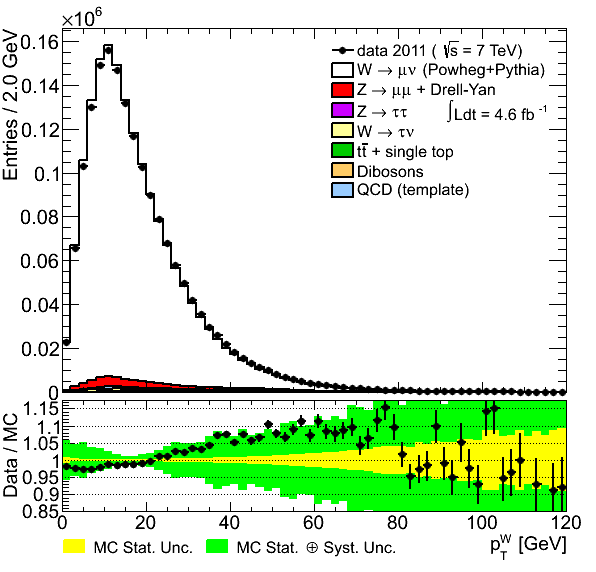 ×10⁶
Entries / 2.0 GeV
0.16
0.14
0.12
0.1
0.08
0.06
0.04
0.02
0
data 2011 ( √s = 7 TeV)
W → μν (Powheg+Pythia)
Z → μμ + Drell-Yan
Z → ττ
∫Ldt = 4.6 fb⁻¹
W → τν
tt̅ + single top
Dibosons
QCD (template)
Data / MC
1.15
1.1
1.05
1
0.95
0.9
0.85
0 20 40 60 80 100 120
p_T^W [GeV]
MC Stat. Unc. MC Stat. ⊕ Syst. Unc.